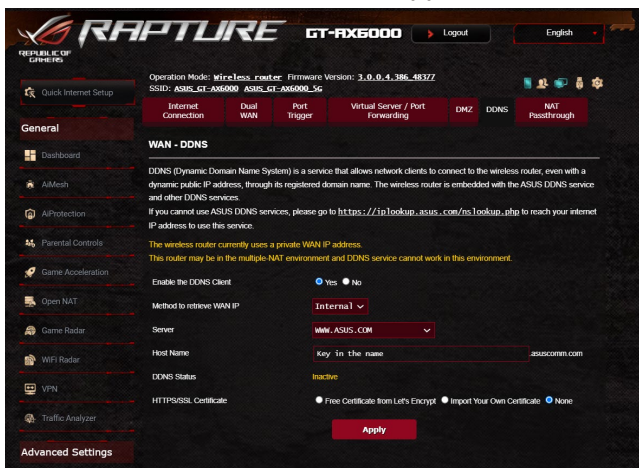 RAPTURE GT-AX6000 Logout English
REPUBLIC OF
GAMERS
Operation Mode: Wireless router Firmware Version: 3.0.0.4.386_48377
SSID: ASUS_GT-AX6000 ASUS_GT-AX6000_5G
Quick Internet Setup
General
Dashboard
AiMesh
AiProtection
Parental Controls
Game Acceleration
Open NAT
Game Radar
WiFi Radar
VPN
Traffic Analyzer
Advanced Settings
Internet
Connection
Dual
WAN
Port
Trigger
Virtual Server / Port
Forwarding
DMZ
DDNS
NAT
Passthrough
WAN - DDNS
DDNS (Dynamic Domain Name System) is a service that allows network clients to connect to the wireless router, even with a
dynamic public IP address, through its registered domain name. The wireless router is embedded with the ASUS DDNS service
and other DDNS services.
If you cannot use ASUS DDNS services, please go to https://iplookup.asus.com/nslookup.php to reach your internet
IP address to use this service.
The wireless router currently uses a private WAN IP address.
This router may be in the multiple-NAT environment and DDNS service cannot work in this environment.
Enable the DDNS Client Yes No
Method to retrieve WAN IP Internal
Server WWW.ASUS.COM
Host Name Key in the name .asuscomm.com
DDNS Status Inactive
HTTPS/SSL Certificate Free Certificate from Let's Encrypt Import Your Own Certificate None
Apply